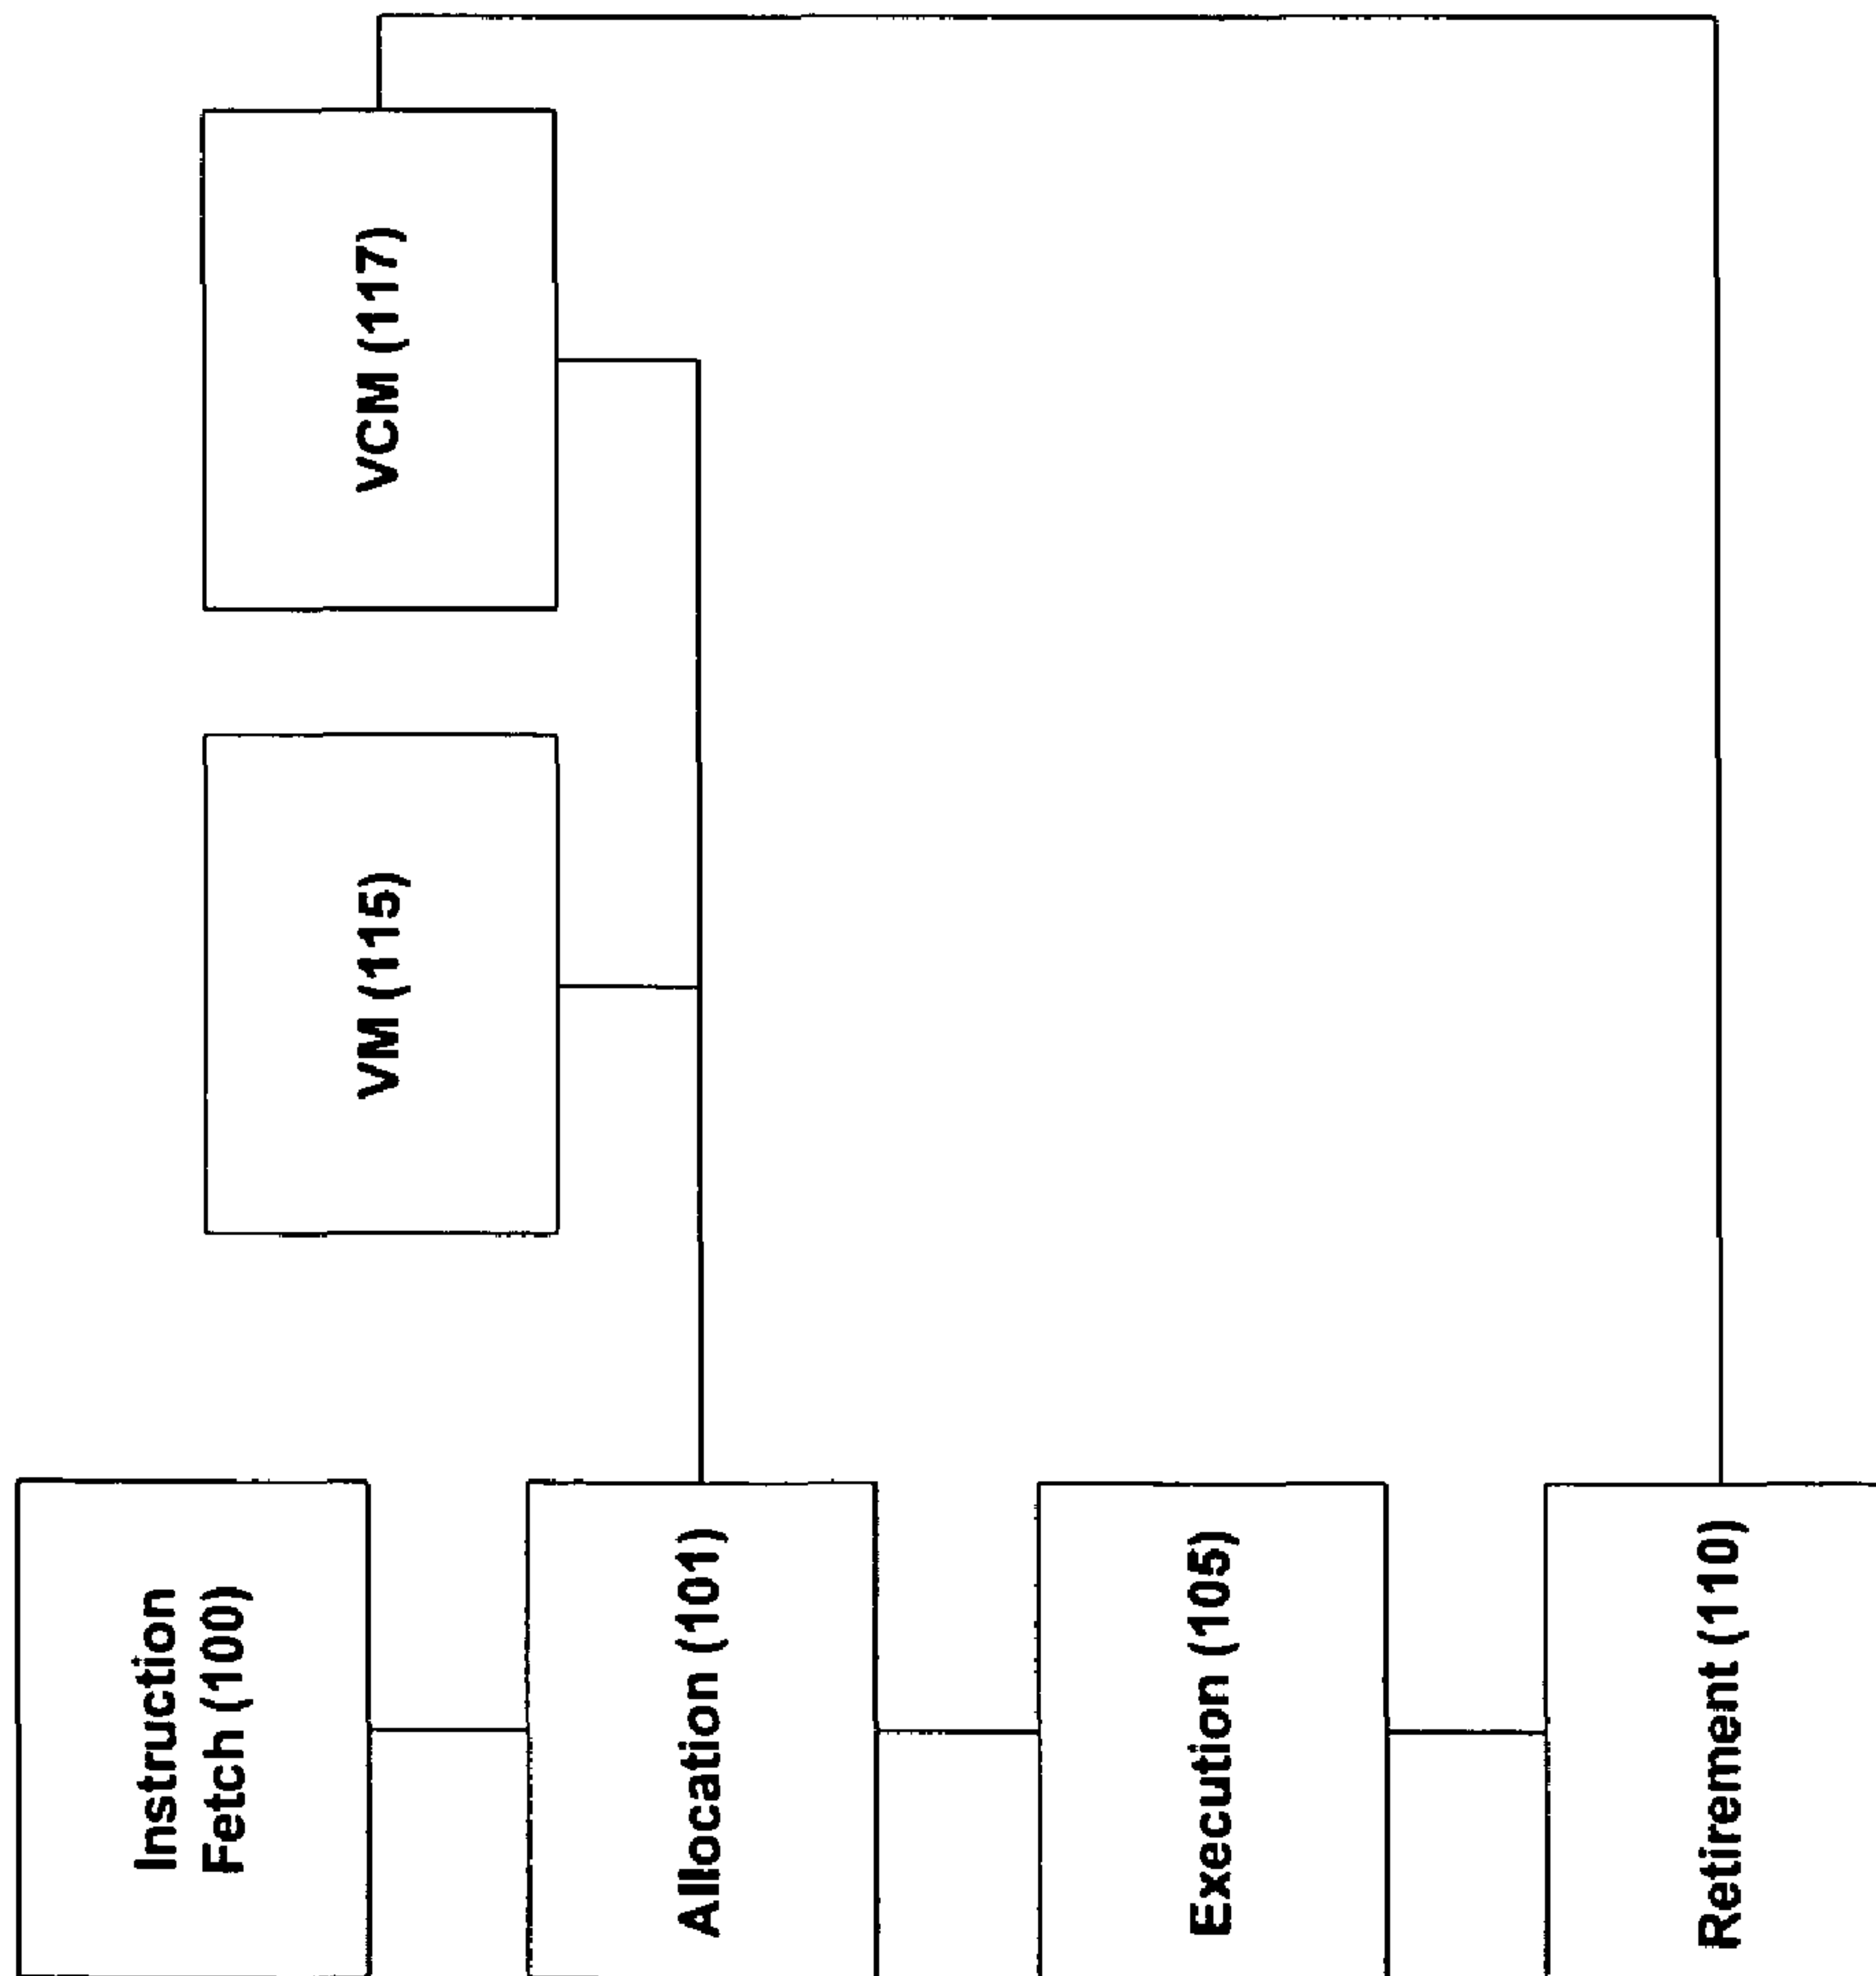 VCM (117)
VM (115)
Instruction
Fetch (100)
Allocation (101)
Execution (105)
Retirement (110)